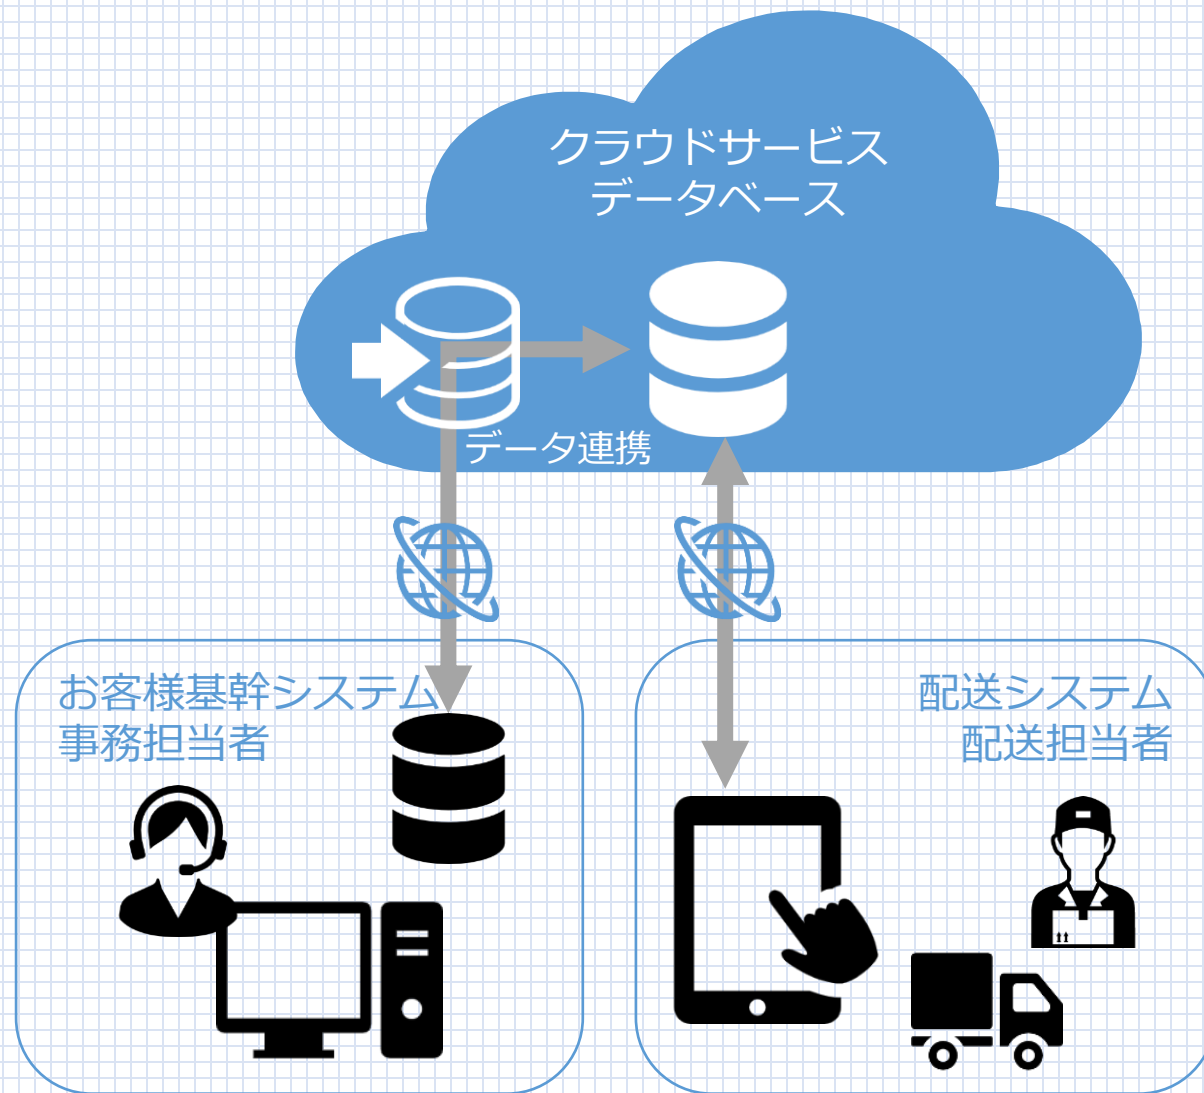 クラウドサービス
データベース
データ連携
お客様基幹システム
事務担当者
配送システム
配送担当者